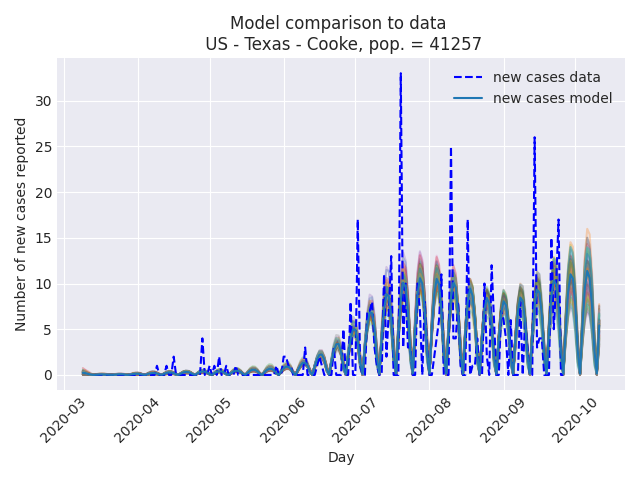 Model comparison to data
US - Texas - Cooke, pop. = 41257
new cases data
new cases model
Number of new cases reported
30
25
20
15
10
5
0
2020-03
2020-04
2020-05
2020-06
2020-07
2020-08
2020-09
2020-10
Day